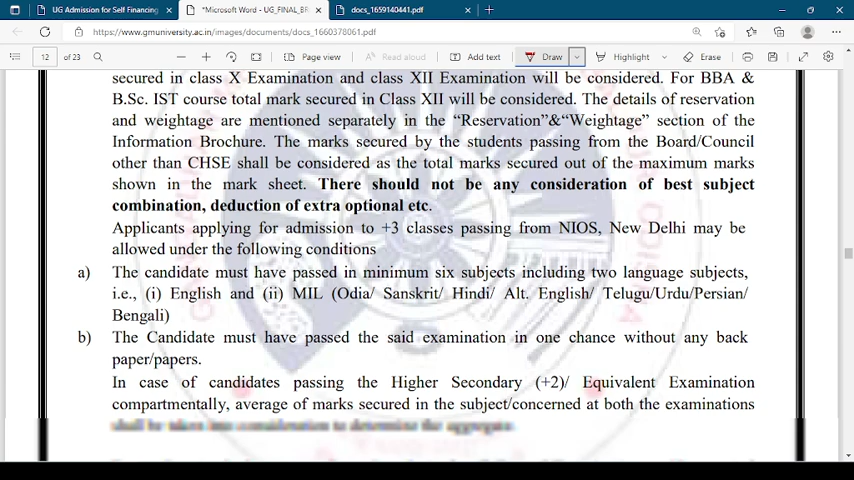 UG Admission for Self Financing
*Microsoft Word - UG_FINAL_BR
docs_1659140441.pdf
https://www.gmuniversity.ac.in/images/documents/docs_1660378061.pdf
12 of 23 Page view Read aloud Add text Draw Highlight Erase
secured in class X Examination and class XII Examination will be considered. For BBA &
B.Sc. IST course total mark secured in Class XII will be considered. The details of reservation
and weightage are mentioned separately in the “Reservation”&“Weightage” section of the
Information Brochure. The marks secured by the students passing from the Board/Council
other than CHSE shall be considered as the total marks secured out of the maximum marks
shown in the mark sheet. There should not be any consideration of best subject
combination, deduction of extra optional etc.
Applicants applying for admission to +3 classes passing from NIOS, New Delhi may be
allowed under the following conditions
a) The candidate must have passed in minimum six subjects including two language subjects,
i.e., (i) English and (ii) MIL (Odia/ Sanskrit/ Hindi/ Alt. English/ Telugu/Urdu/Persian/
Bengali)
b) The Candidate must have passed the said examination in one chance without any back
paper/papers.
In case of candidates passing the Higher Secondary (+2)/ Equivalent Examination
compartmentally, average of marks secured in the subject/concerned at both the examinations
shall be taken into consideration to determine the aggregate.